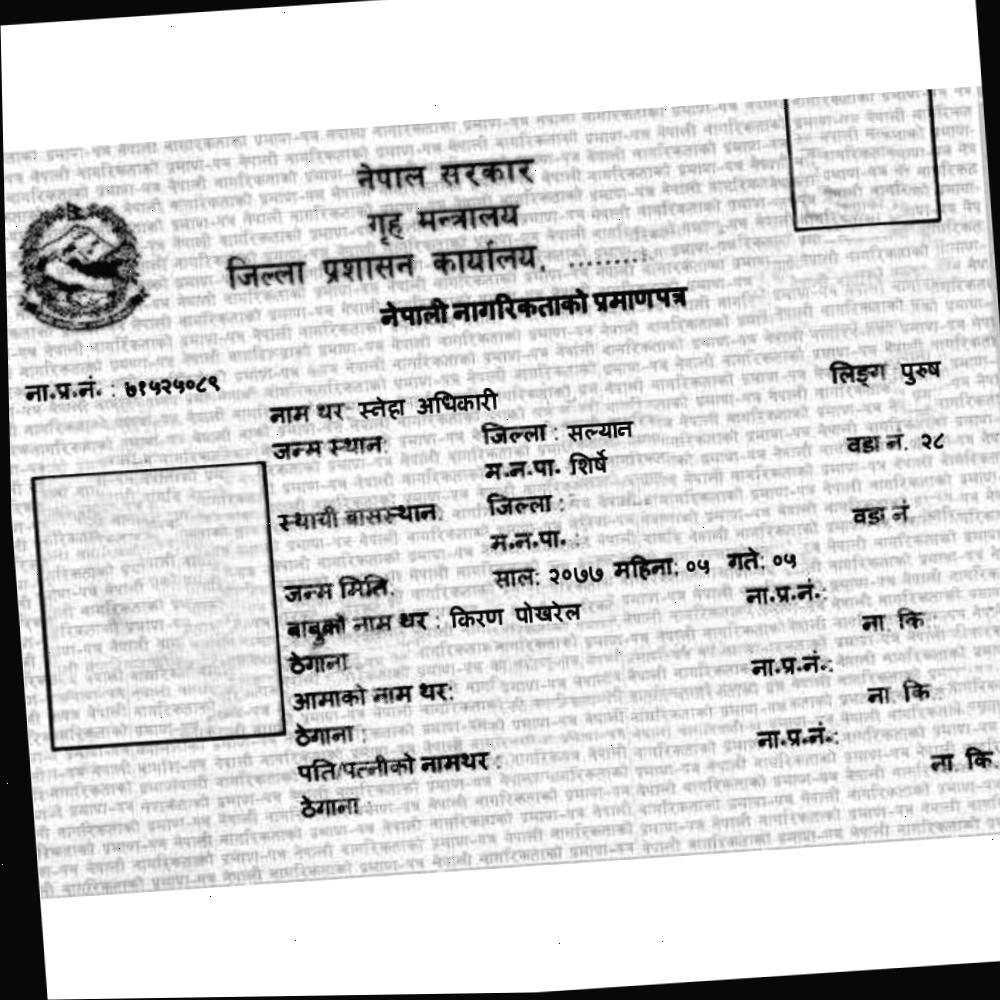 नेपाल सरकार
गृह मन्त्रालय
जिल्ला प्रशासन कार्यालय, ........
नेपाली नागरिकताको प्रमाणपत्र
ना.प्र.नं. : ७१५२५०८९
लिङ्ग पुरुष
नाम थर स्नेहा अधिकारी
जन्म स्थान: जिल्ला : सल्यान
म.न.पा. शिर्षे वडा नं. २८
स्थायी बासस्थान: जिल्ला :
म.न.पा. : वडा नं
जन्म मिति: साल: २०७७ महिना: ०५ गते: ०५
बाबुको नाम थर : किरण पोखरेल ना.प्र.नं.:
ठेगाना ना. कि :
आमाको नाम थर: ना.प्र.नं.:
ठेगाना : ना. कि :
पति/पत्नीको नामथर : ना.प्र.नं.:
ठेगाना : ना. कि.